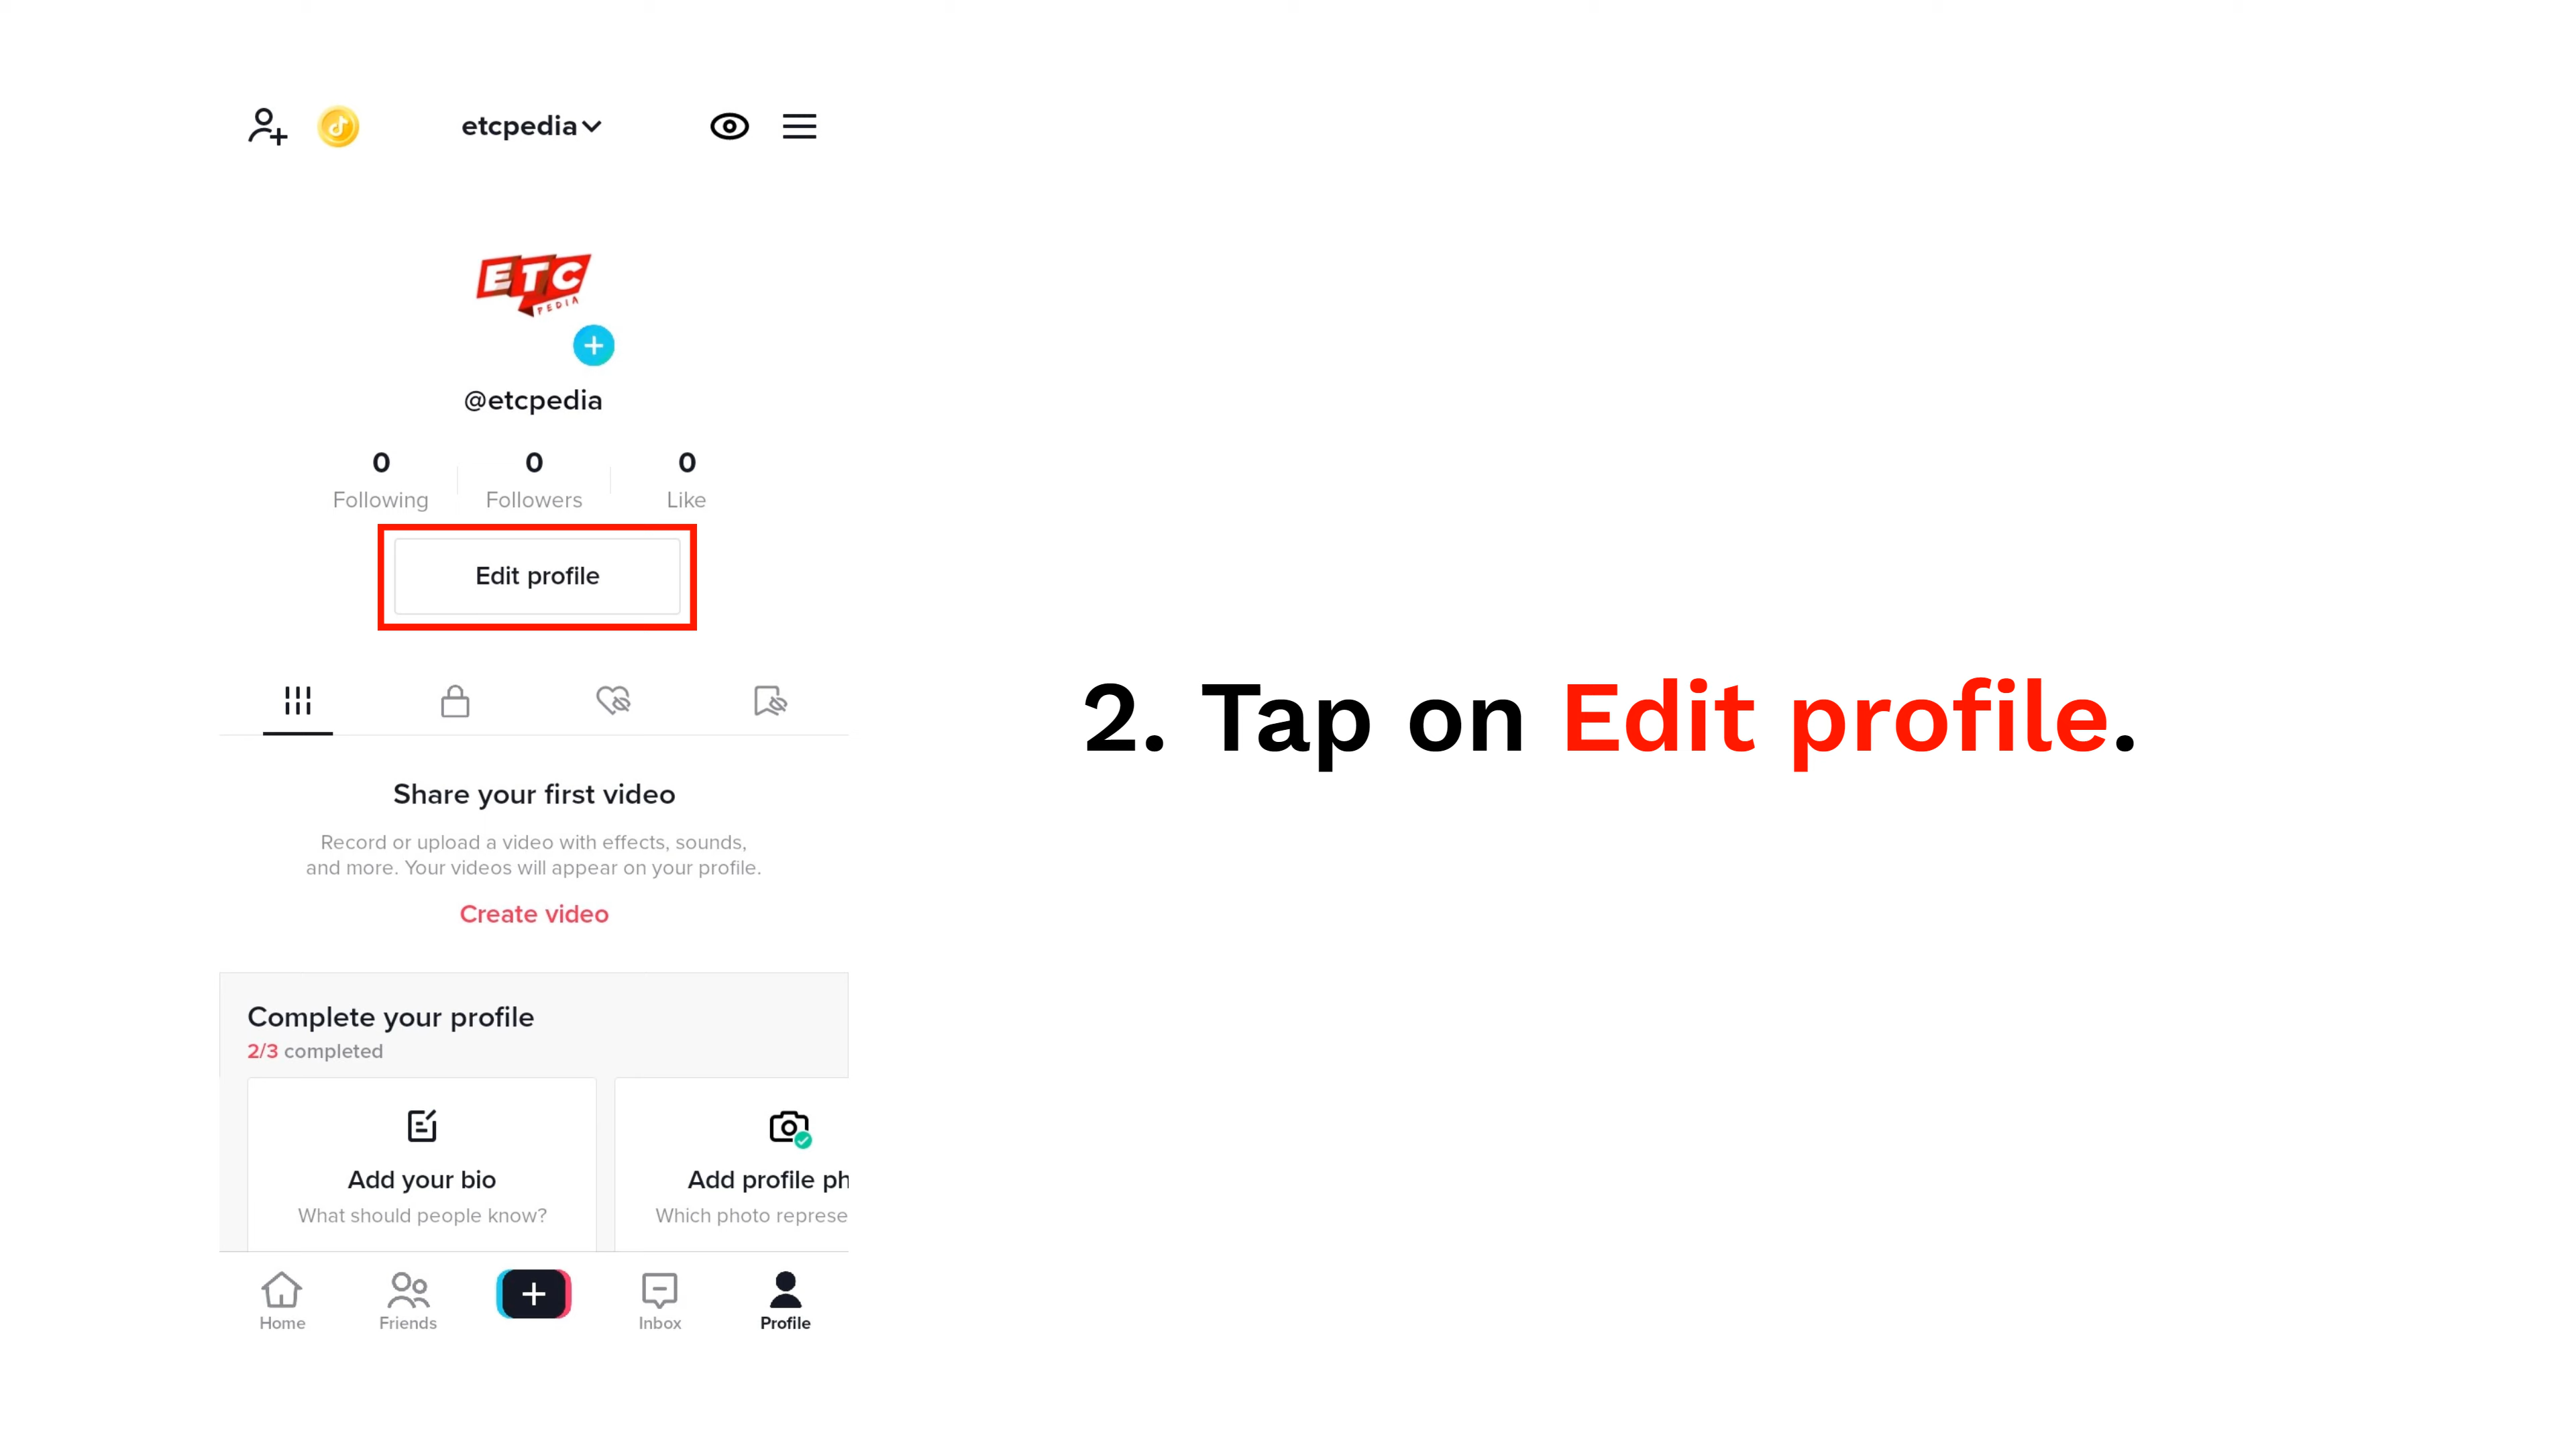 etcpedia
ETC
PEDIA
@etcpedia
0 0 0
Following Followers Like
Edit profile
2. Tap on Edit profile.
Share your first video
Record or upload a video with effects, sounds,
and more. Your videos will appear on your profile.
Create video
Complete your profile
2/3 completed
Add your bio Add profile ph
What should people know? Which photo represe
Home Friends Inbox Profile